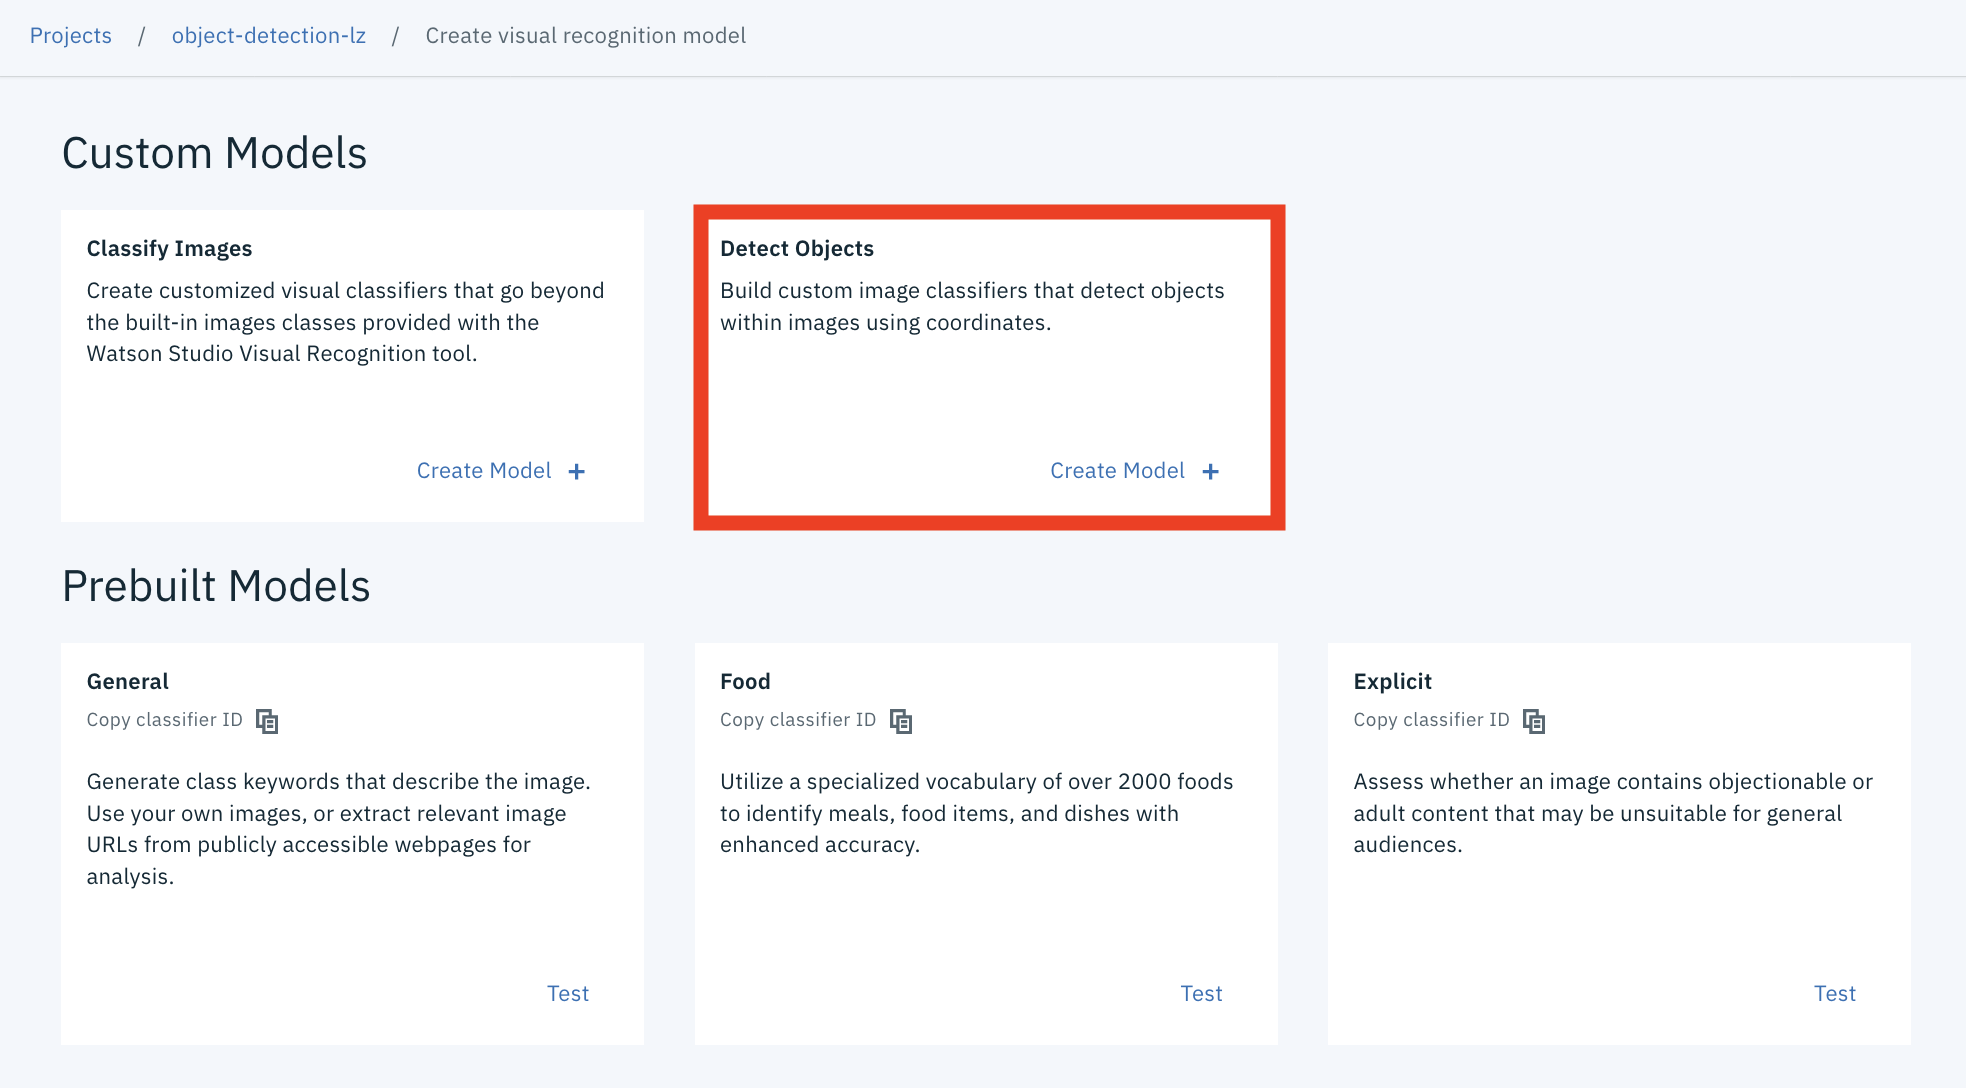 Projects / object-detection-lz / Create visual recognition model
Custom Models
Classify Images
Create customized visual classifiers that go beyond
the built-in images classes provided with the
Watson Studio Visual Recognition tool.
Create Model +
Detect Objects
Build custom image classifiers that detect objects
within images using coordinates.
Create Model +
Prebuilt Models
General
Copy classifier ID
Generate class keywords that describe the image.
Use your own images, or extract relevant image
URLs from publicly accessible webpages for
analysis.
Test
Food
Copy classifier ID
Utilize a specialized vocabulary of over 2000 foods
to identify meals, food items, and dishes with
enhanced accuracy.
Test
Explicit
Copy classifier ID
Assess whether an image contains objectionable or
adult content that may be unsuitable for general
audiences.
Test